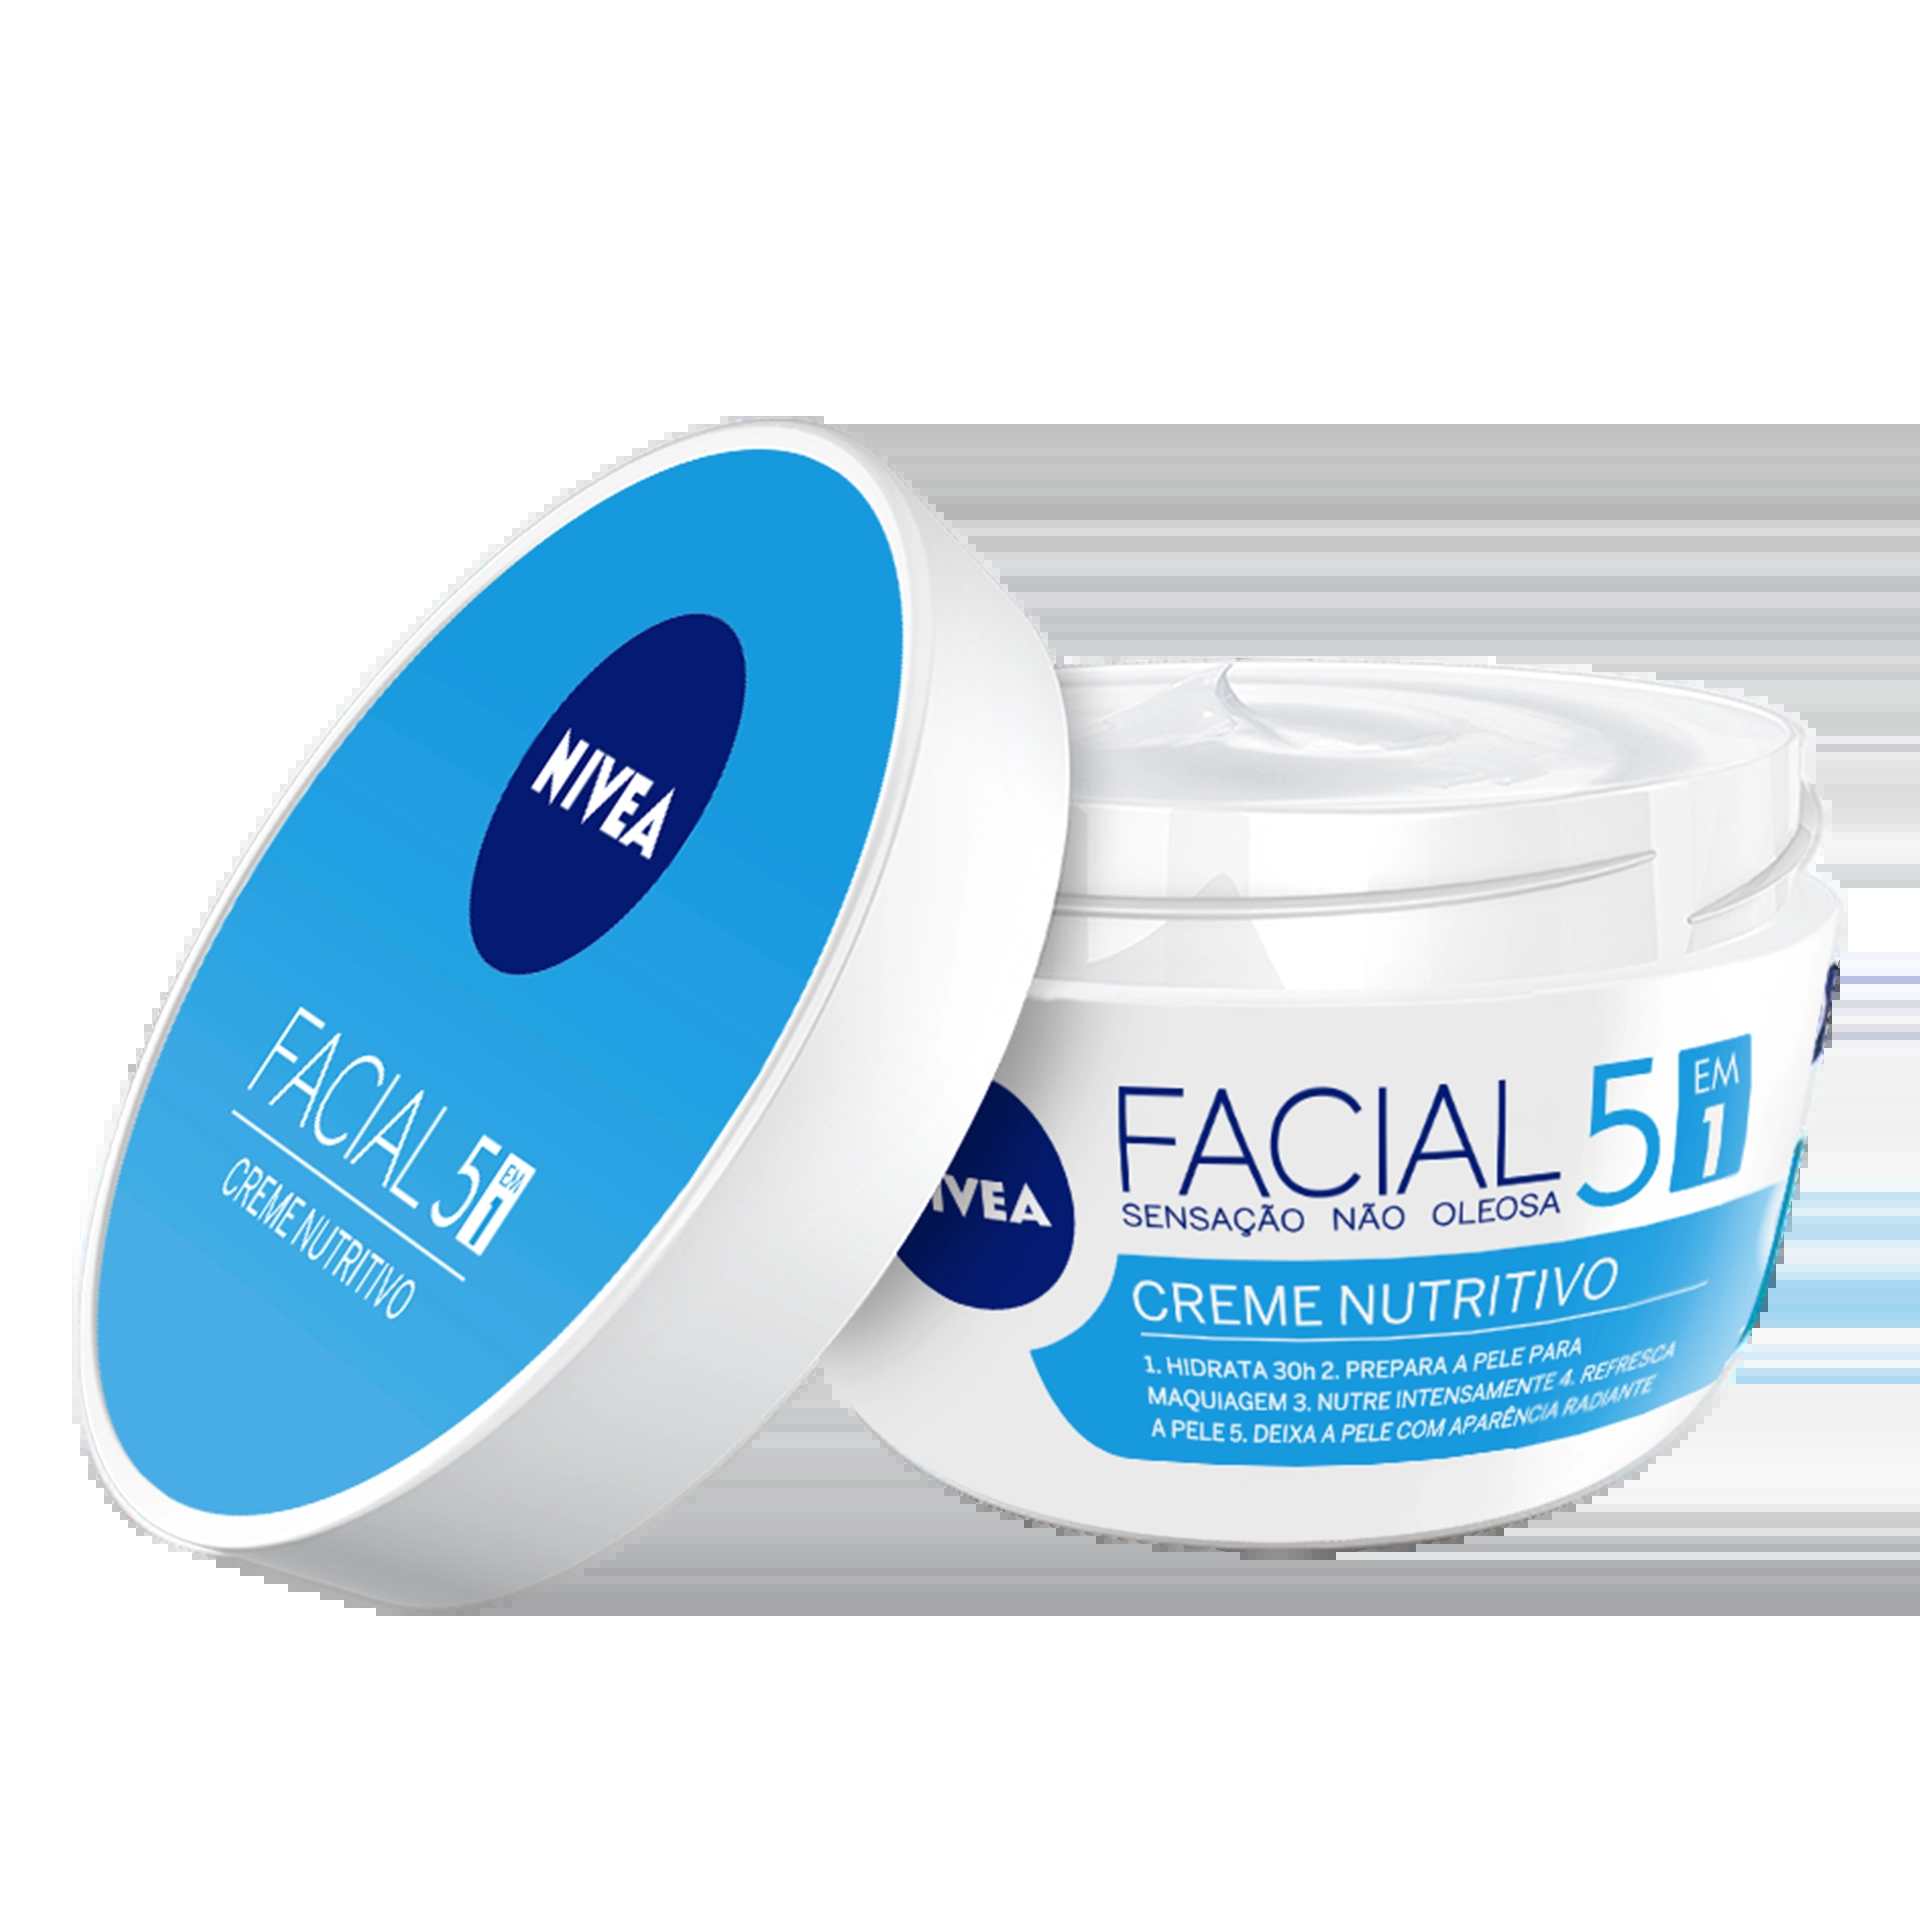 NIVEA
FACIAL 5 EM 1
CREME NUTRITIVO
IVEA
FACIAL 5 EM 1
SENSAÇÃO NÃO OLEOSA
CREME NUTRITIVO
1. HIDRATA 30h 2. PREPARA A PELE PARA
MAQUIAGEM 3. NUTRE INTENSAMENTE 4. REFRESCA
A PELE 5. DEIXA A PELE COM APARÊNCIA RADIANTE